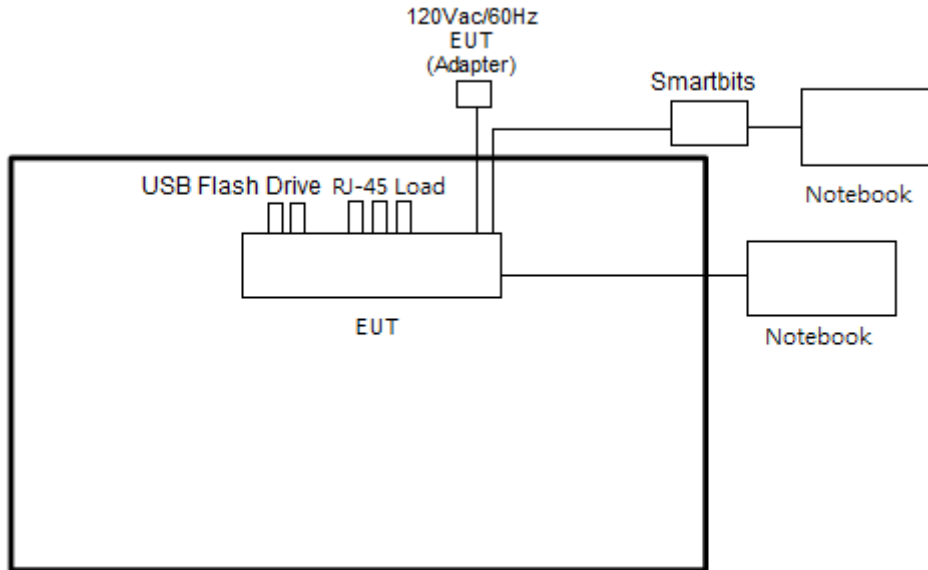 120Vac/60Hz
EUT
(Adapter)
Smartbits
Notebook
USB Flash Drive RJ-45 Load
EUT
Notebook